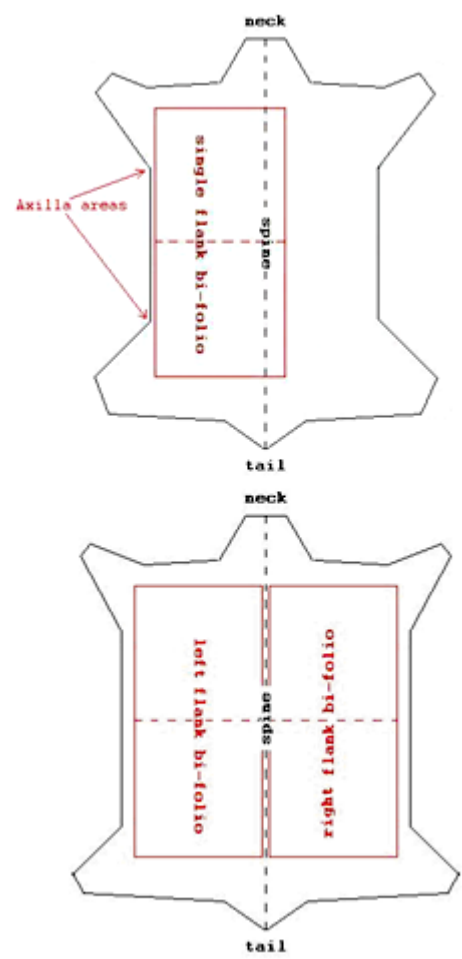 neck
single flank bi-folio
spine
Axilla areas
tail
neck
left flank bi-folio
spine
right flank bi-folio
tail